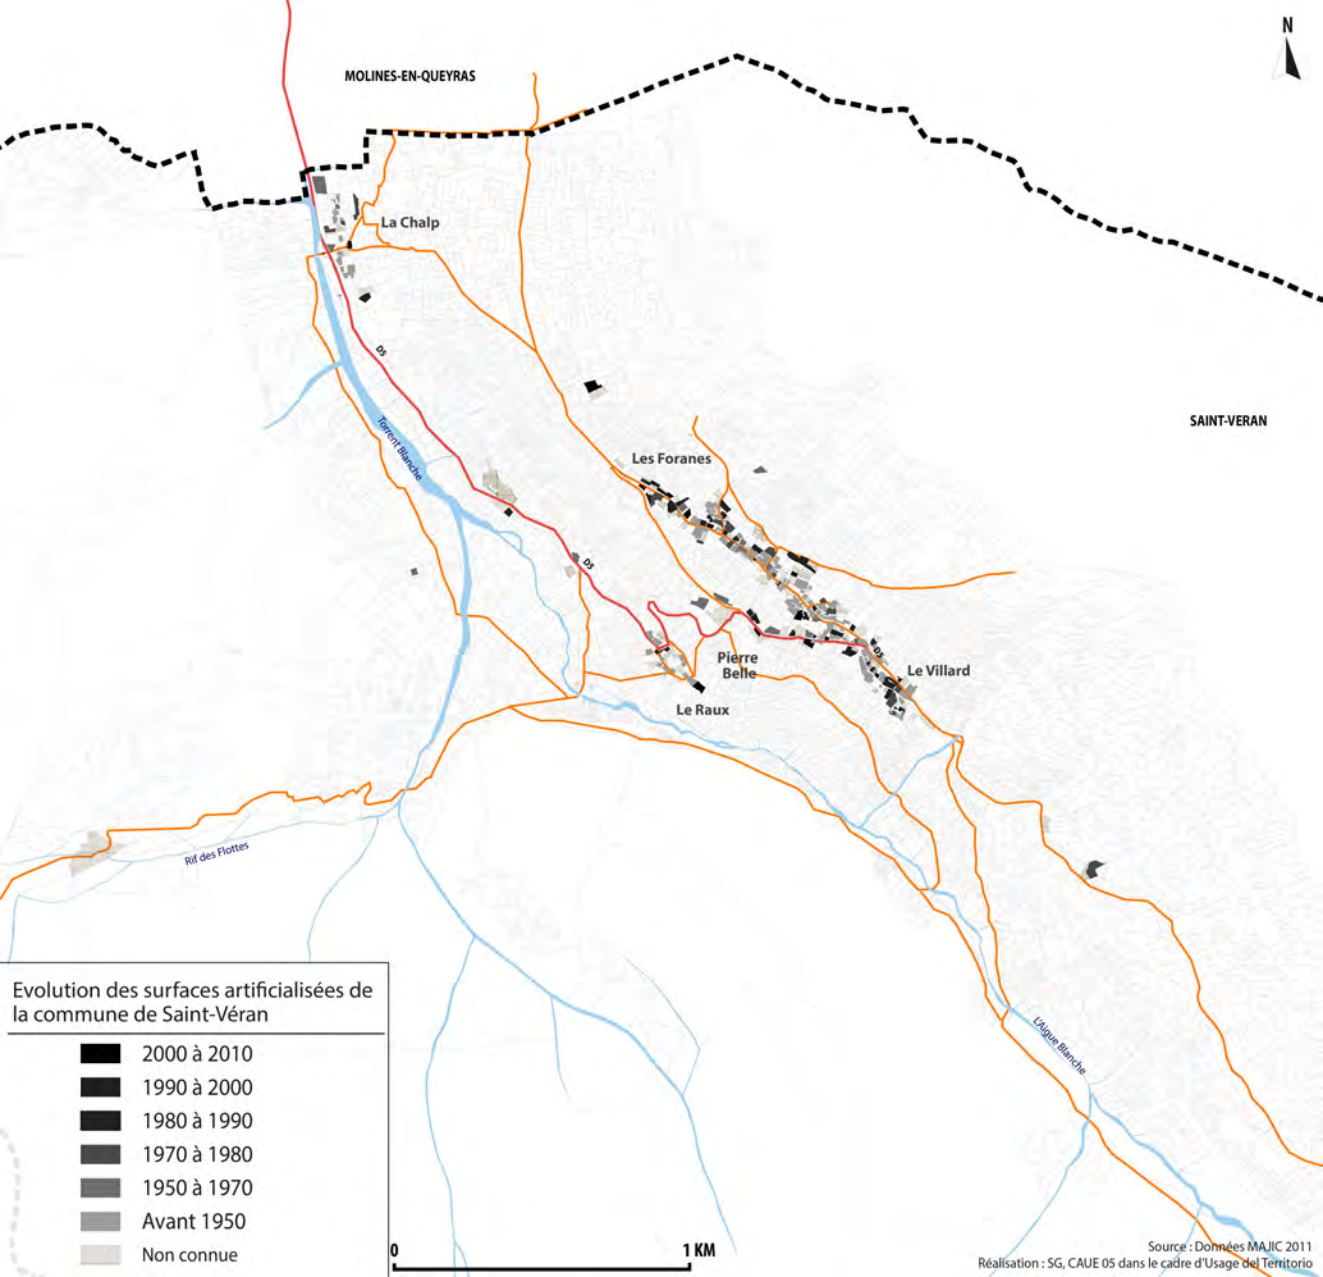 N
MOLINES-EN-QUEYRAS
La Chalp
D5
Torrent Blanche
SAINT-VERAN
Les Foranes
D5
D5
Pierre
Belle
Le Villard
Le Raux
Rif des Flottes
L'Aigue Blanche
Evolution des surfaces artificialisées de
la commune de Saint-Véran
2000 à 2010
1990 à 2000
1980 à 1990
1970 à 1980
1950 à 1970
Avant 1950
Non connue
0
1 KM
Source : Données MAJIC 2011
Réalisation : SG, CAUE 05 dans le cadre d'Usage del Territorio